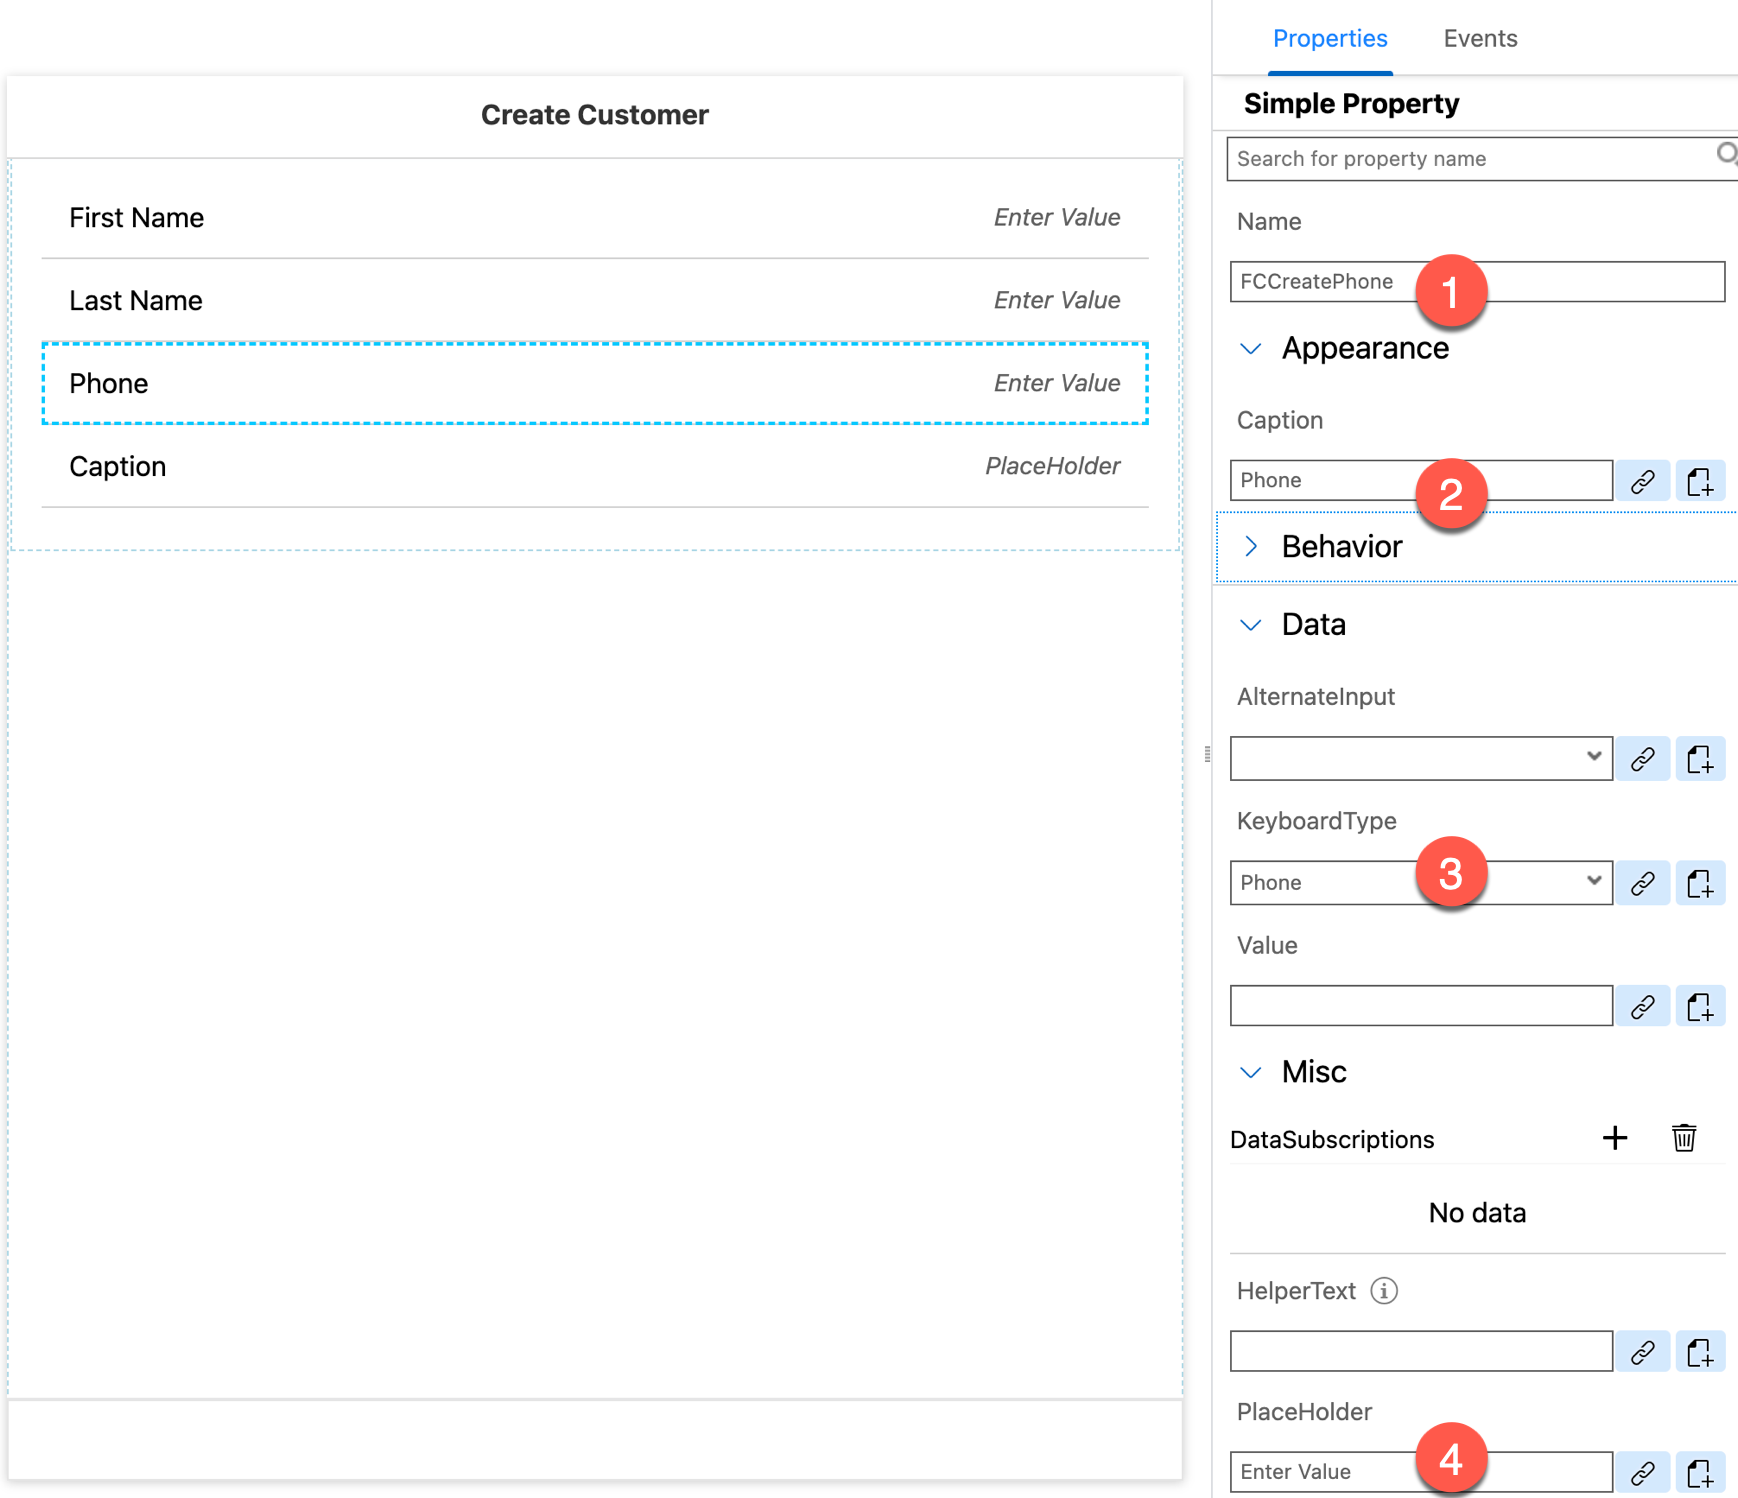 Properties Events
Create Customer
First Name Enter Value
Last Name Enter Value
Phone Enter Value
Caption PlaceHolder
Simple Property
Search for property name
Name
FCCreatePhone 1
Appearance
Caption
Phone 2
Behavior
Data
AlternateInput
KeyboardType
Phone 3
Value
Misc
DataSubscriptions
No data
HelperText
PlaceHolder
Enter Value 4